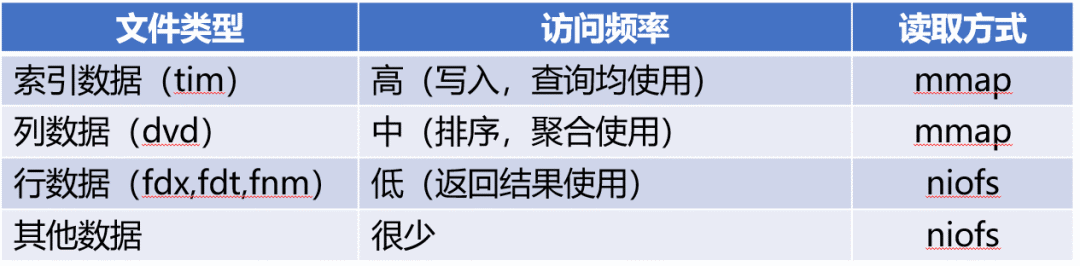 文件类型 访问频率 读取方式
索引数据（tim） 高（写入，查询均使用） mmap
列数据（dvd） 中（排序，聚合使用） mmap
行数据（fdx,fdt,fnm） 低（返回结果使用） niofs
其他数据 很少 niofs